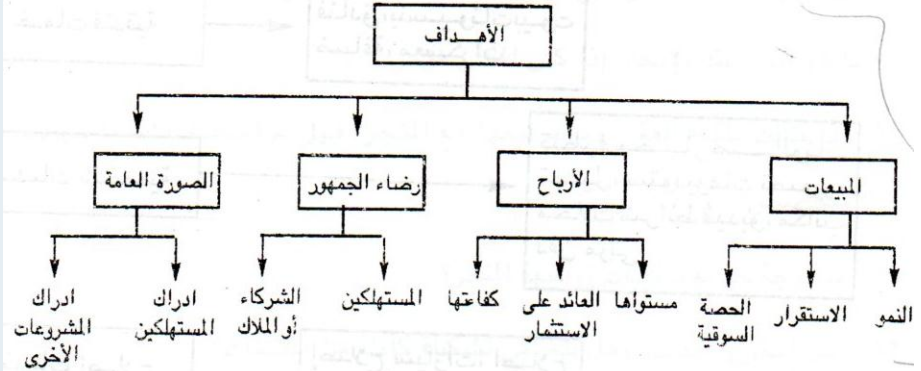 الأهداف
المبيعات
الأرباح
رضاء الجمهور
الصورة العامة
النمو
الاستقرار
الحصة
السوقية
مستواها
العائد على
الاستثمار
كفاءتها
المستهلكين
الشركاء
أو الملاك
ادراك
المستهلكين
ادراك
المشروعات
الأخرى